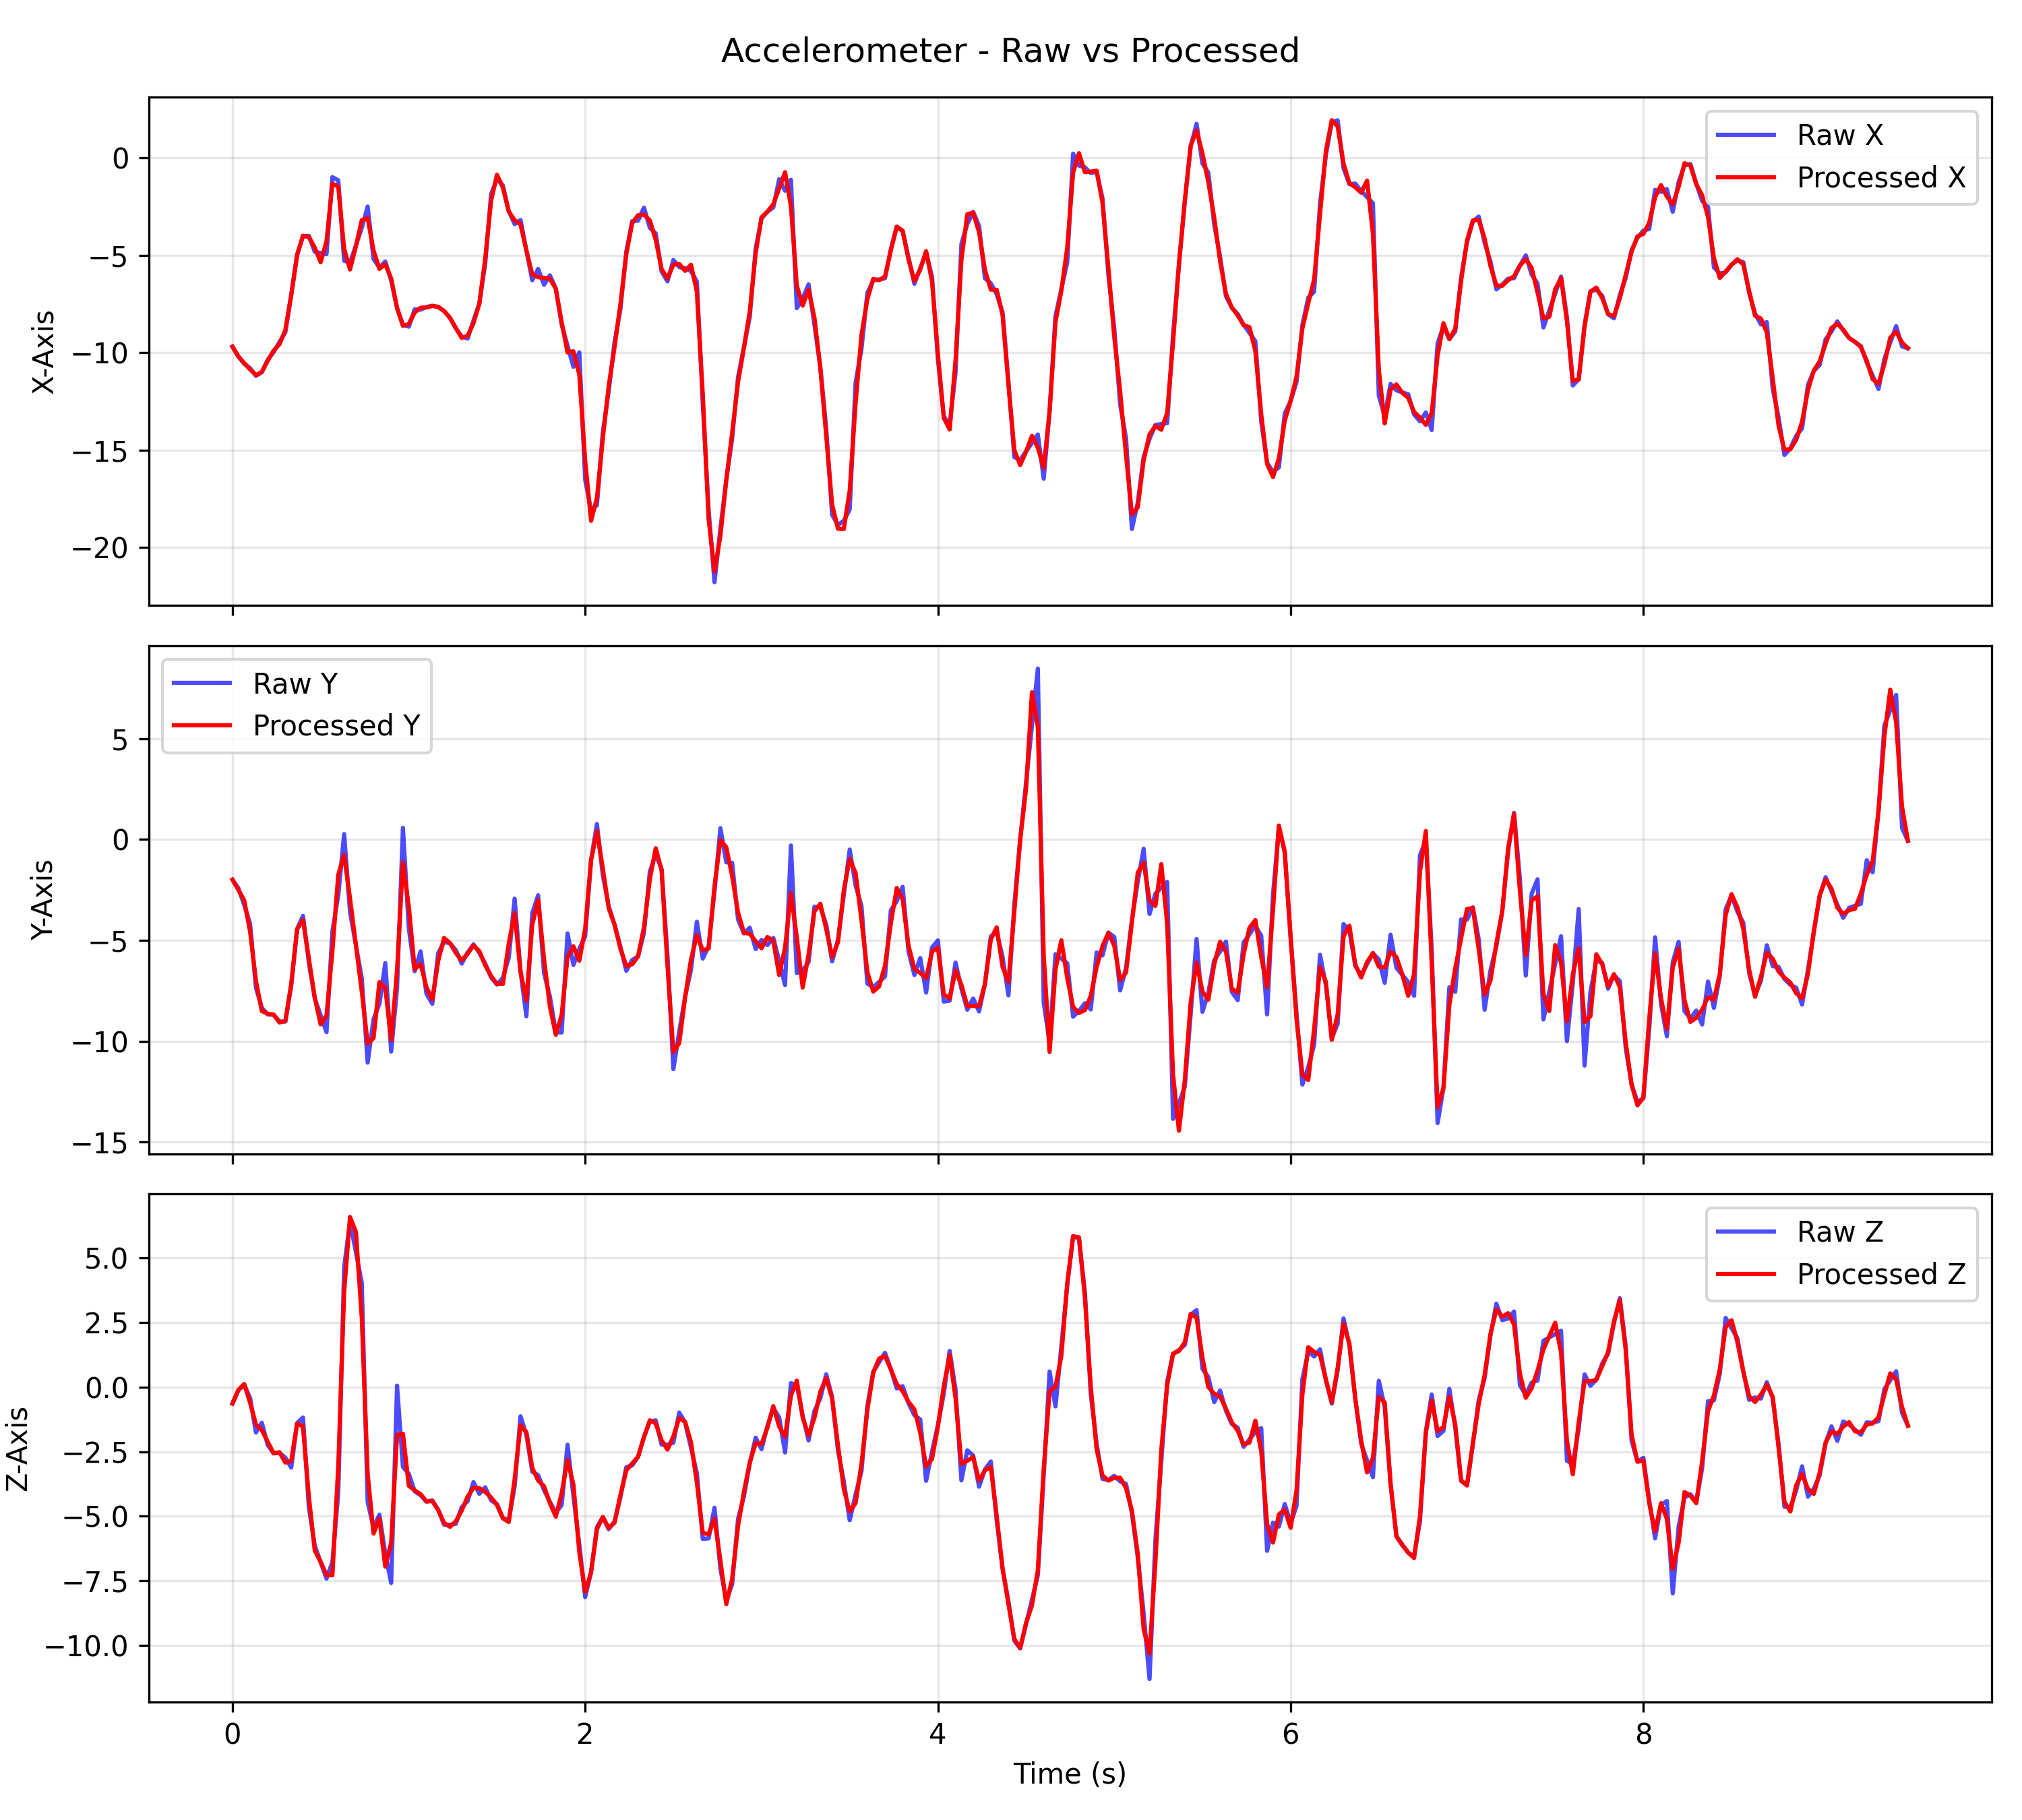 Accelerometer - Raw vs Processed
Raw X
Processed X
0
−5
−10
−15
−20
X-Axis
Raw Y
Processed Y
5
0
−5
−10
−15
Y-Axis
Raw Z
Processed Z
5.0
2.5
0.0
−2.5
−5.0
−7.5
−10.0
Z-Axis
0 2 4 6 8
Time (s)